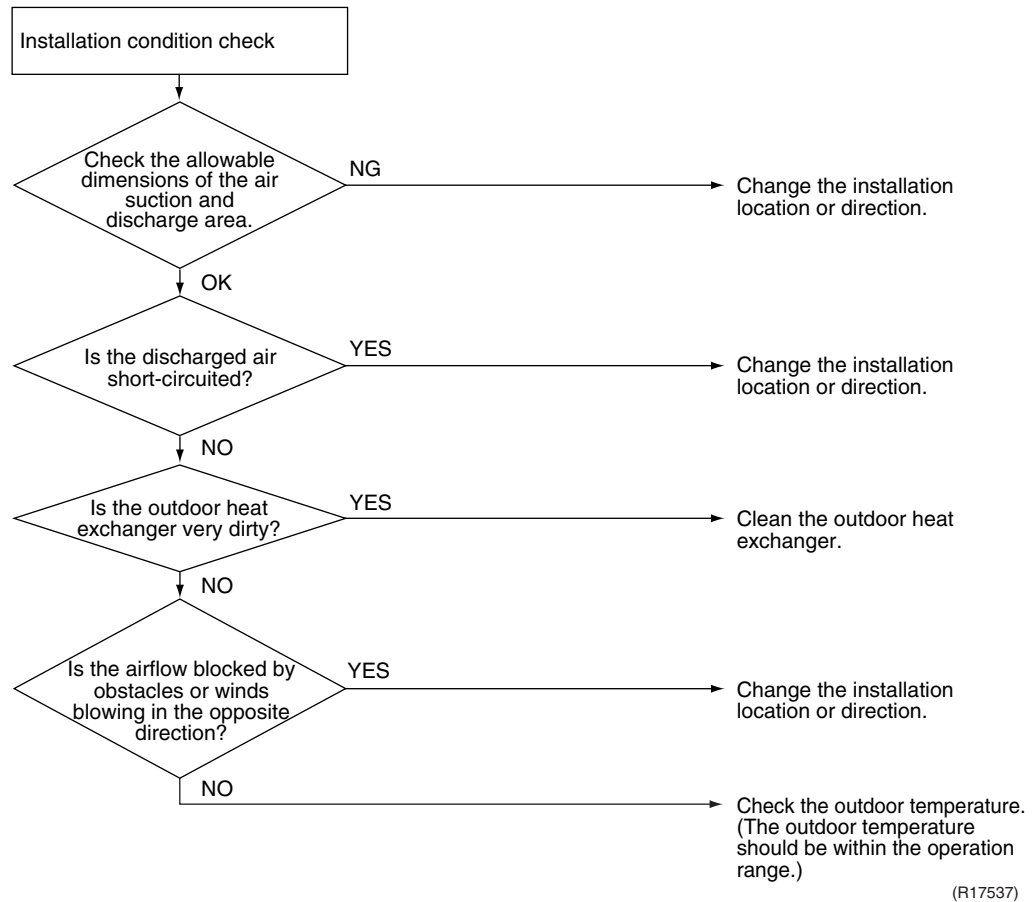 Installation condition check
Check the allowable
dimensions of the air
suction and
discharge area.
NG
Change the installation
location or direction.
OK
Is the discharged air
short-circuited?
YES
Change the installation
location or direction.
NO
Is the outdoor heat
exchanger very dirty?
YES
Clean the outdoor heat
exchanger.
NO
Is the airflow blocked by
obstacles or winds
blowing in the opposite
direction?
YES
Change the installation
location or direction.
NO
Check the outdoor temperature.
(The outdoor temperature
should be within the operation
range.)
(R17537)